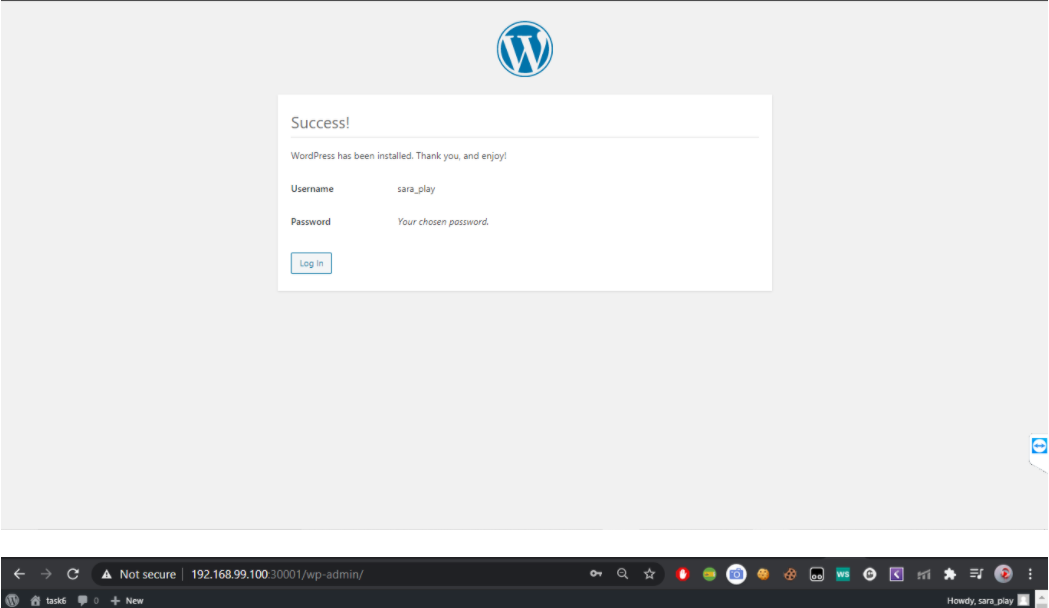 Success!
WordPress has been installed. Thank you, and enjoy!
Username sara_play
Password Your chosen password.
Log In
Not secure 192.168.99.100:30001/wp-admin/
task6 0 + New Howdy, sara_play